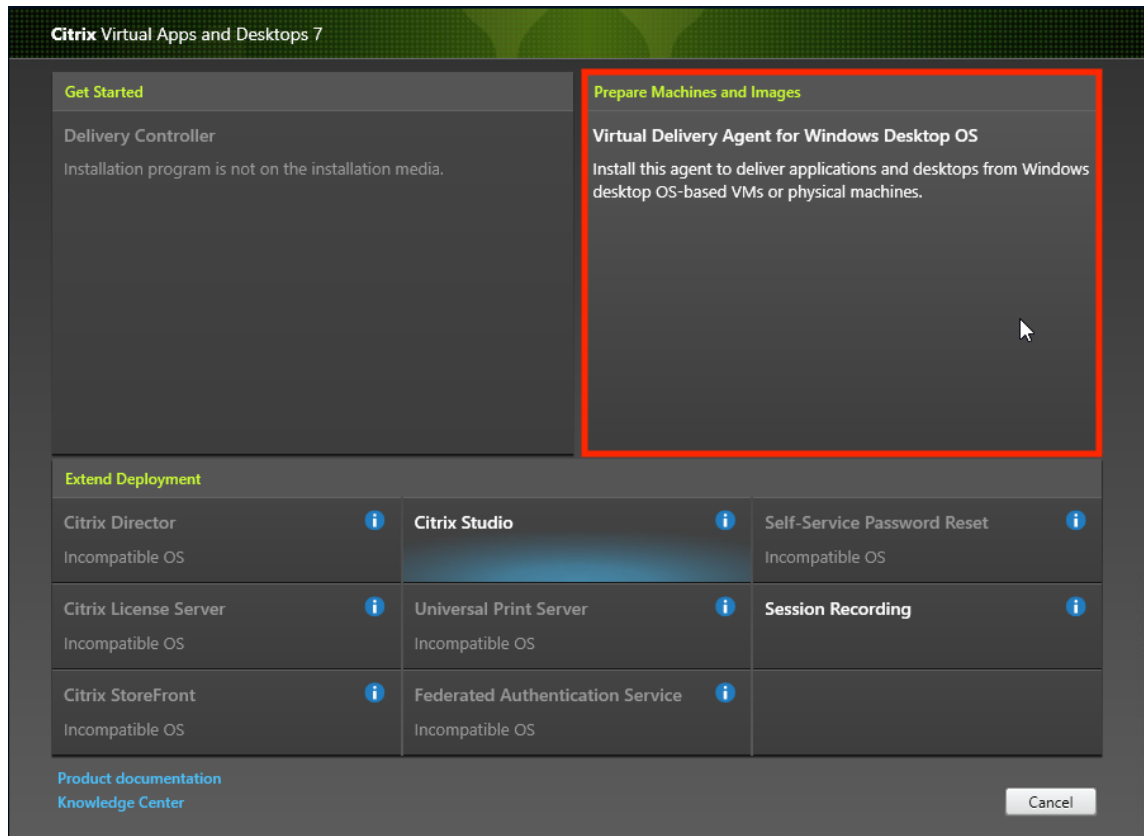 Citrix Virtual Apps and Desktops 7
Get Started
Delivery Controller
Installation program is not on the installation media.
Prepare Machines and Images
Virtual Delivery Agent for Windows Desktop OS
Install this agent to deliver applications and desktops from Windows
desktop OS-based VMs or physical machines.
Extend Deployment
Citrix Director
Incompatible OS
Citrix Studio
Self-Service Password Reset
Incompatible OS
Citrix License Server
Incompatible OS
Universal Print Server
Incompatible OS
Session Recording
Citrix StoreFront
Incompatible OS
Federated Authentication Service
Incompatible OS
Product documentation
Knowledge Center
Cancel